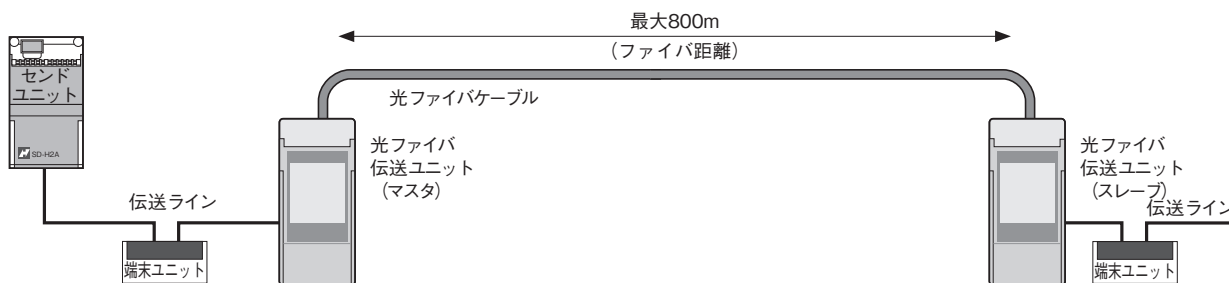 最大800m
(ファイバ距離)
センド
ユニット
SD-H2A
光ファイバケーブル
光ファイバ
伝送ユニット
(マスタ)
光ファイバ
伝送ユニット
(スレーブ)
伝送ライン
伝送ライン
端末ユニット
端末ユニット